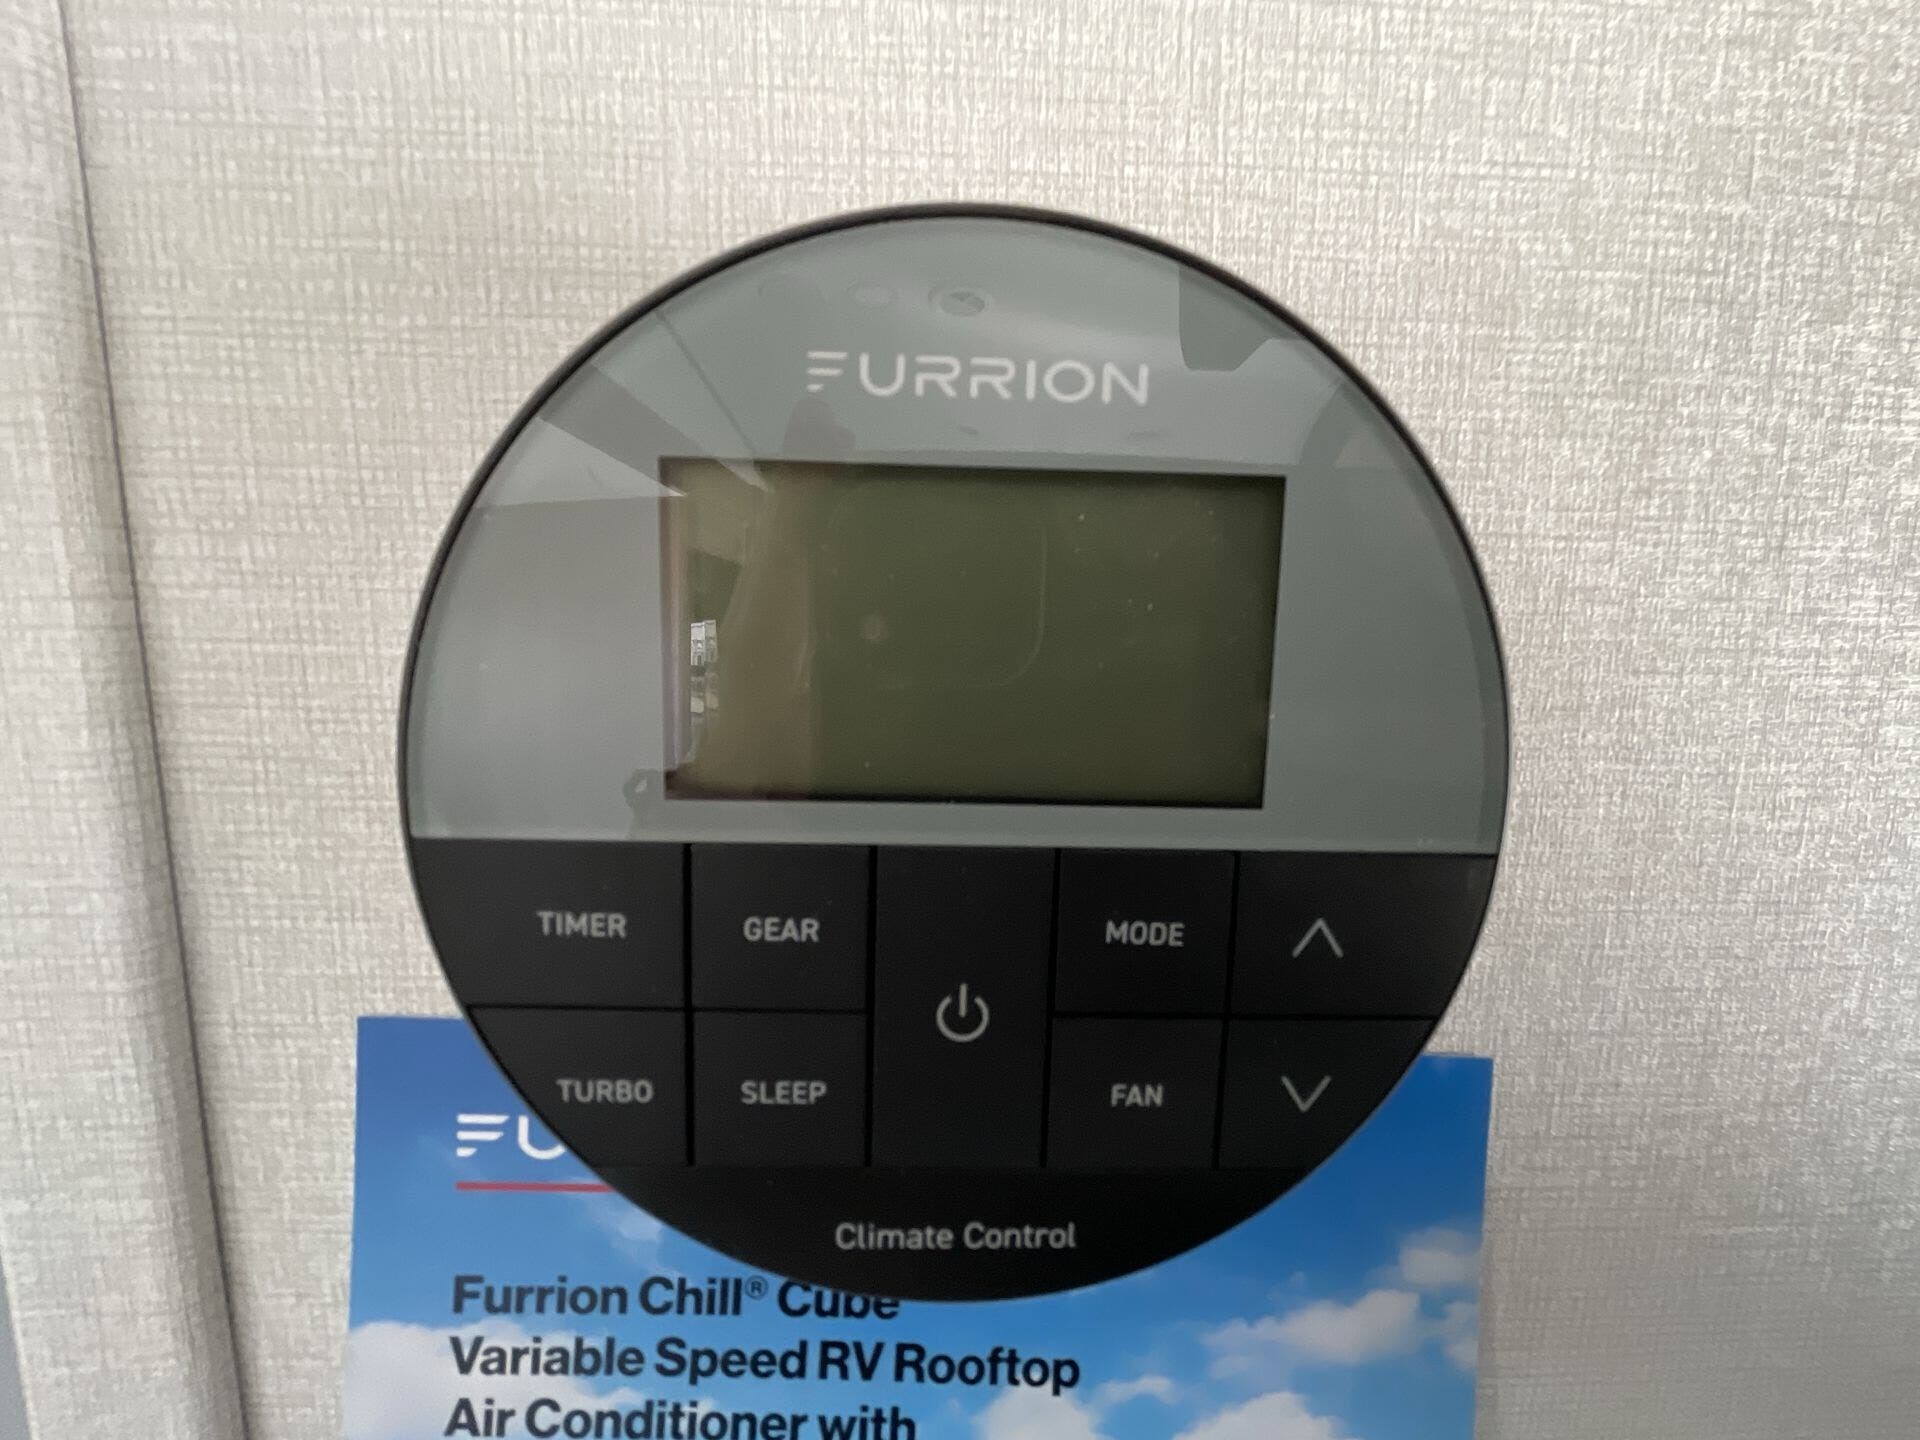 FURRION
TIMER GEAR MODE
TURBO SLEEP FAN
FU
Climate Control
Furrion Chill® Cube
Variable Speed RV Rooftop
Air Conditioner with